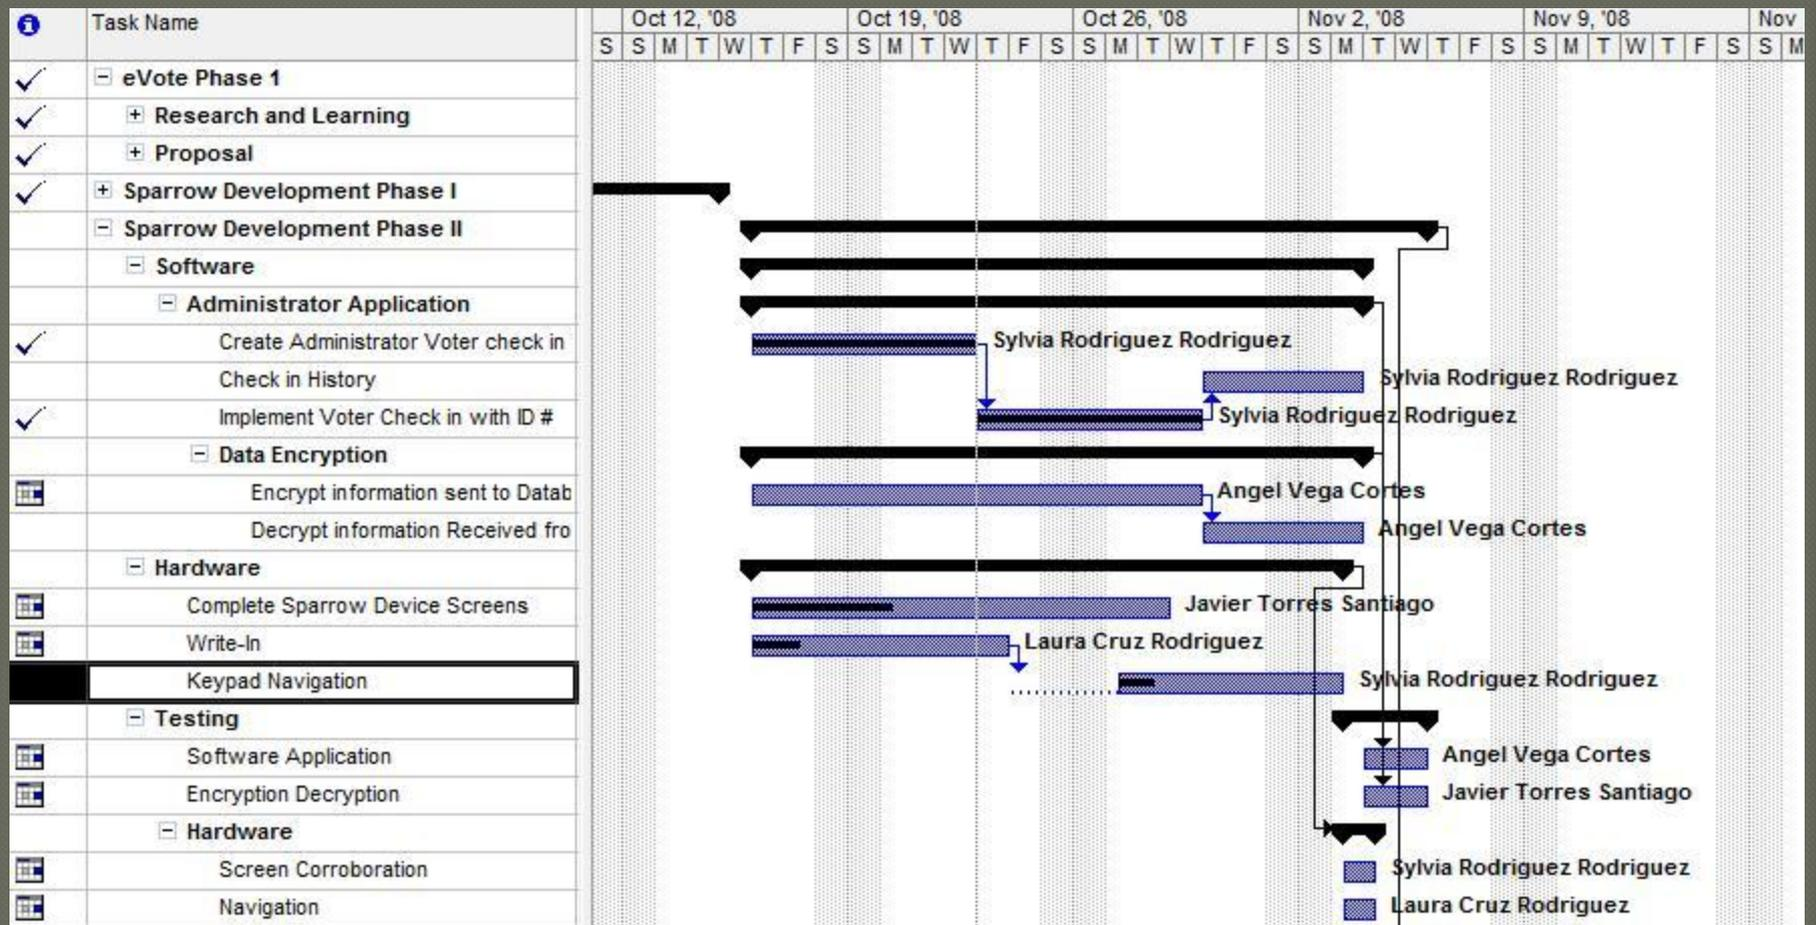 Task Name
Oct 12, '08 Oct 19, '08 Oct 26, '08 Nov 2, '08 Nov 9, '08 Nov
S S M T W T F S S M T W T F S S M T W T F S S M T W T F S S M T W T F S S M
eVote Phase 1
Research and Learning
Proposal
Sparrow Development Phase I
Sparrow Development Phase II
Software
Administrator Application
Create Administrator Voter check in Sylvia Rodriguez Rodriguez
Check in History Sylvia Rodriguez Rodriguez
Implement Voter Check in with ID # Sylvia Rodriguez Rodriguez
Data Encryption
Encrypt information sent to Datab Angel Vega Cortes
Decrypt information Received fro Angel Vega Cortes
Hardware
Complete Sparrow Device Screens Javier Torres Santiago
Write-In Laura Cruz Rodriguez
Keypad Navigation Sylvia Rodriguez Rodriguez
Testing
Software Application Angel Vega Cortes
Encryption Decryption Javier Torres Santiago
Hardware
Screen Corroboration Sylvia Rodriguez Rodriguez
Navigation Laura Cruz Rodriguez